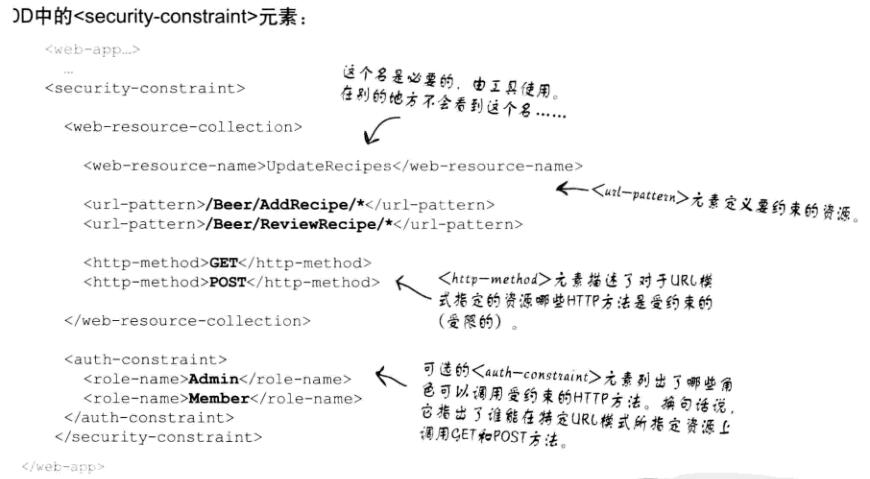 DD中的<security-constraint>元素：
<web-app…>
…
<security-constraint>
这个名是必要的，由工具使用。
在别的地方不会看到这个名……
<web-resource-collection>
<web-resource-name>UpdateRecipes</web-resource-name>
<url-pattern>/Beer/AddRecipe/*</url-pattern>
<url-pattern>/Beer/ReviewRecipe/*</url-pattern>
<url-pattern>元素定义要约束的资源。
<http-method>GET</http-method>
<http-method>POST</http-method>
<http-method>元素描述了对于URL模
式指定的资源哪些HTTP方法是受约束的
（受限的）。
</web-resource-collection>
<auth-constraint>
<role-name>Admin</role-name>
<role-name>Member</role-name>
</auth-constraint>
</security-constraint>
可选的<auth-constraint>元素列出了哪些角
色可以调用受约束的HTTP方法。换句话说，
它指出了谁能在特定URL模式所指定资源上
调用GET和POST方法。
</web-app>